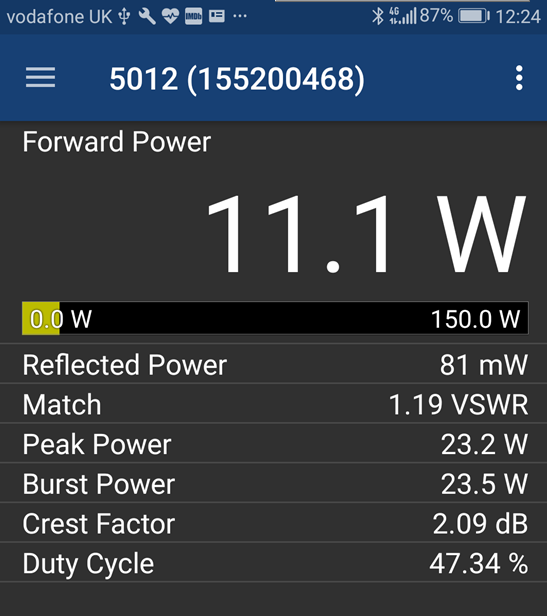 vodafone UK IMDb ... 4G 87% 12:24
5012 (155200468)
Forward Power
11.1 W
0.0 W 150.0 W
Reflected Power 81 mW
Match 1.19 VSWR
Peak Power 23.2 W
Burst Power 23.5 W
Crest Factor 2.09 dB
Duty Cycle 47.34 %